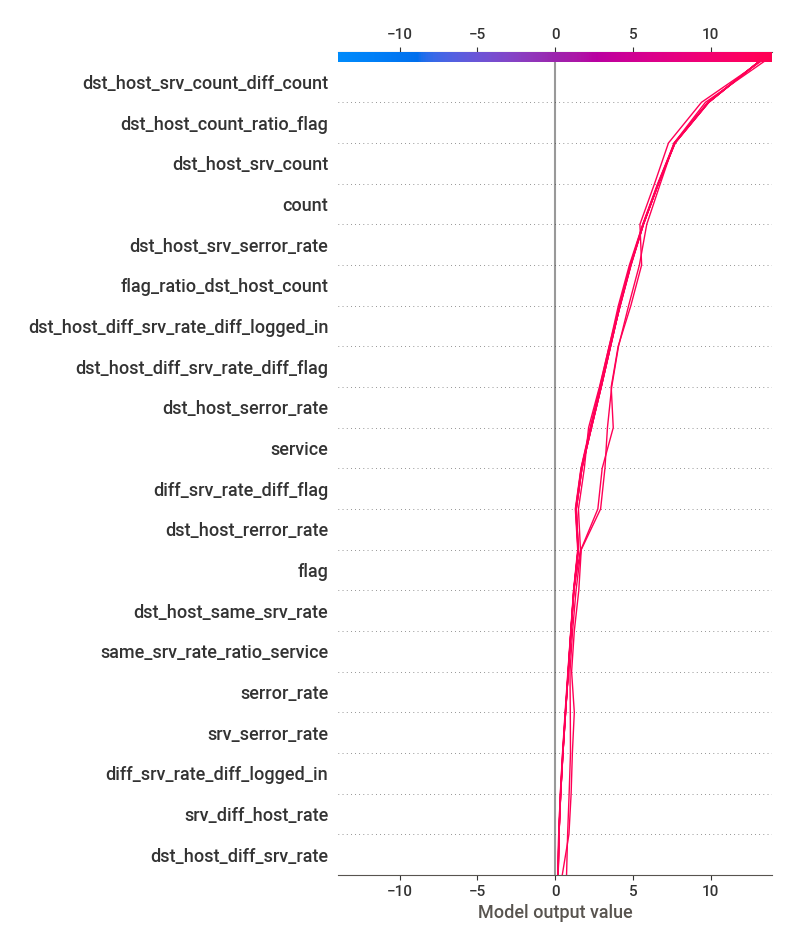 −10 −5 0 5 10
dst_host_srv_count_diff_count
dst_host_count_ratio_flag
dst_host_srv_count
count
dst_host_srv_serror_rate
flag_ratio_dst_host_count
dst_host_diff_srv_rate_diff_logged_in
dst_host_diff_srv_rate_diff_flag
dst_host_serror_rate
service
diff_srv_rate_diff_flag
dst_host_rerror_rate
flag
dst_host_same_srv_rate
same_srv_rate_ratio_service
serror_rate
srv_serror_rate
diff_srv_rate_diff_logged_in
srv_diff_host_rate
dst_host_diff_srv_rate
−10 −5 0 5 10
Model output value